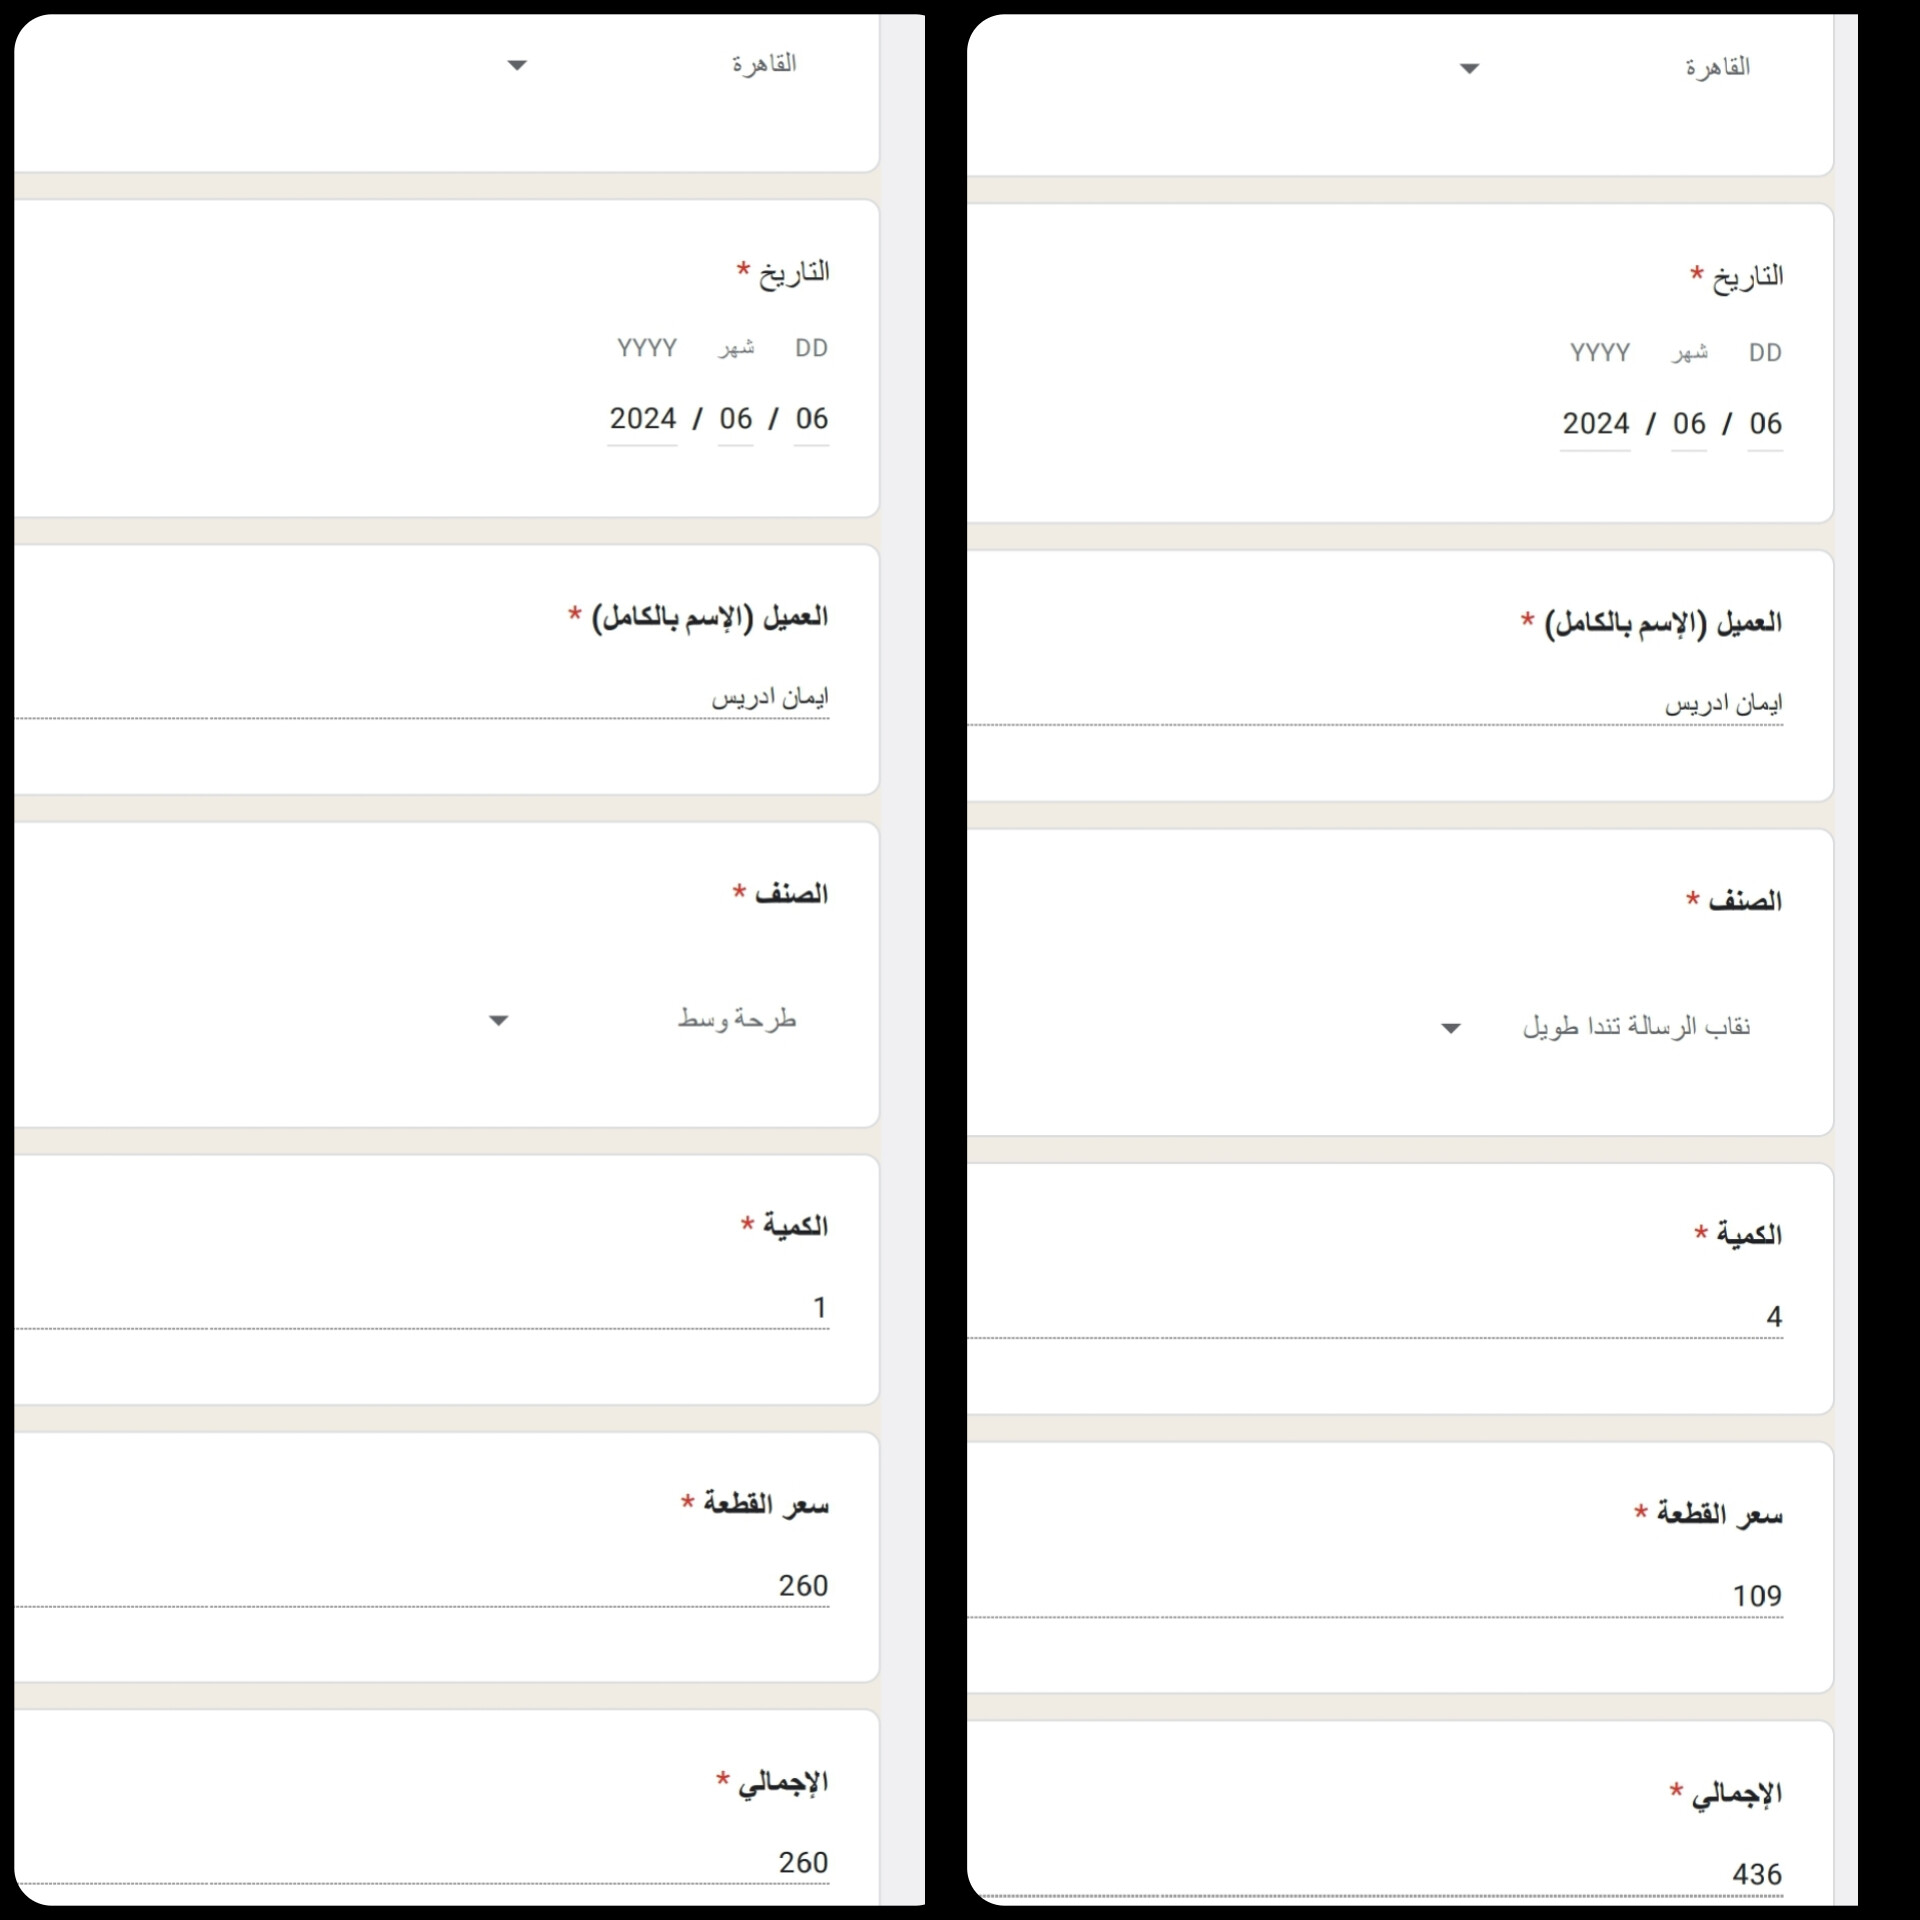 القاهرة
التاريخ *
DD شهر YYYY
06 / 06 / 2024
العميل (الإسم بالكامل) *
ايمان ادريس
الصنف *
طرحة وسط
الكمية *
1
سعر القطعة *
260
الإجمالي *
260
القاهرة
التاريخ *
DD شهر YYYY
06 / 06 / 2024
العميل (الإسم بالكامل) *
ايمان ادريس
الصنف *
نقاب الرسالة تندا طويل
الكمية *
4
سعر القطعة *
109
الإجمالي *
436